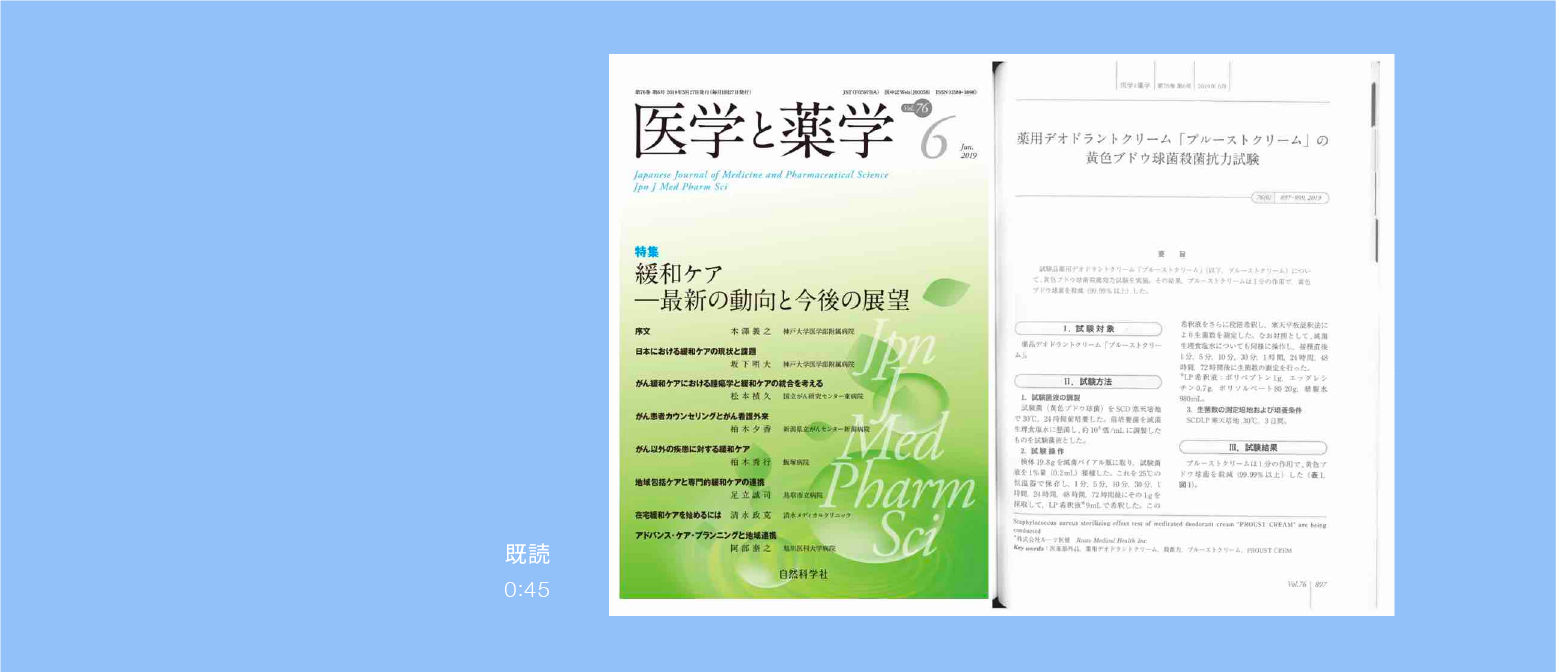 既読
0:45
第76巻 第6号 2019年5月27日発行(毎月1回27日発行)
医学と薬学
Vol. 76
6
Jun.
2019
Japanese Journal of Medicine and Pharmaceutical Science
Jpn J Med Pharm Sci
特集
緩和ケア
―最新の動向と今後の展望
序文
木澤義之 神戸大学医学部附属病院
日本における緩和ケアの現状と課題
坂下明大 神戸大学医学部附属病院
がん緩和ケアにおける腫瘍学と緩和ケアの統合を考える
松本禎久 国立がん研究センター東病院
がん患者カウンセリングとがん看護外来
柏木夕香 新潟県立がんセンター新潟病院
がん以外の疾患に対する緩和ケア
柏木秀行 飯塚病院
地域包括ケアと専門的緩和ケアの連携
足立誠司 鳥取市立病院
在宅緩和ケアを始めるには 清水政克 清水メディカルクリニック
アドバンス・ケア・プランニングと地域連携
阿部泰之 旭川医科大学病院
Jpn
J
Med
Pharm
Sci
自然科学社
医学と薬学 第76巻 第6号 2019年 6月
薬用デオドラントクリーム「プルーストクリーム」の
黄色ブドウ球菌殺菌抗力試験
76(6) 897-899, 2019
要 旨
試験品薬用デオドラントクリーム「プルーストクリーム」(以下、プルーストクリーム)につい
て、黄色ブドウ球菌殺菌効力試験を実施。その結果、プルーストクリームは1分の作用で、黄色
ブドウ球菌を殺滅(99.99%以上)した。
I. 試験対象
薬品デオドラントクリーム「プルーストクリー
ム」
II. 試験方法
1. 試験菌液の調製
試験菌(黄色ブドウ球菌)をSCD寒天培地
で30℃、24時間前培養した。前培養菌を滅菌
生理食塩水に懸濁し、約10⁸個/mLに調製した
ものを試験菌液とした。
2. 試験操作
検体19.8gを滅菌バイアル瓶に取り、試験菌
液を1%量(0.2mL)接種した。これを25℃の
恒温器で保存し、1分、5分、10分、30分、1
時間、24時間、48時間、72時間後にその1gを
採取して、LP希釈液*9mLで希釈した。この
希釈液をさらに段階希釈し、寒天平板混釈法に
より生菌数を測定した。なお対照として、滅菌
生理食塩水についても同様に操作し、接種直後
1分、5分、10分、30分、1時間、24時間、48
時間、72時間後に生菌数の測定を行った。
*LP希釈液：ポリペプトン1g、エッグレシ
チン0.7g、ポリソルベート80 20g、精製水
980mL。
3. 生菌数の測定培地および培養条件
SCDLP寒天培地、30℃、3日間。
III. 試験結果
プルーストクリームは1分の作用で、黄色ブ
ドウ球菌を殺滅(99.99%以上)した(表1、
図1)。
Staphylococcus aureus sterilizing effect test of medicated deodorant cream "PROUST CREAM" are being
conducted
*株式会社ルーツ医健 Roots Medical Health Inc
Key words：医薬部外品、薬用デオドラントクリーム、殺菌力、プルーストクリーム、PROUST CREAM
Vol.76 897